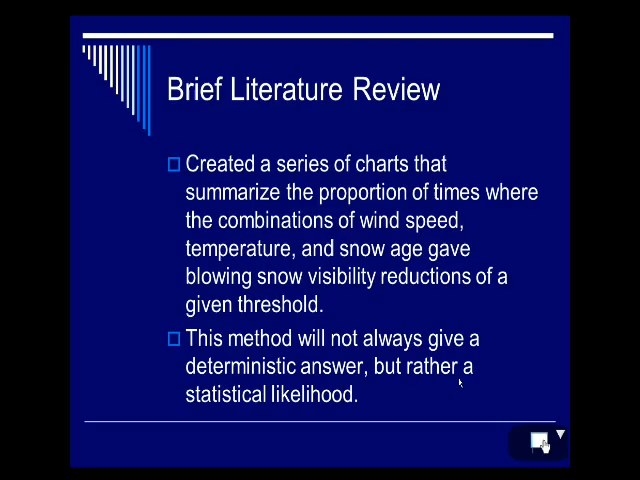 Brief Literature Review
Created a series of charts that
summarize the proportion of times where
the combinations of wind speed,
temperature, and snow age gave
blowing snow visibility reductions of a
given threshold.
This method will not always give a
deterministic answer, but rather a
statistical likelihood.